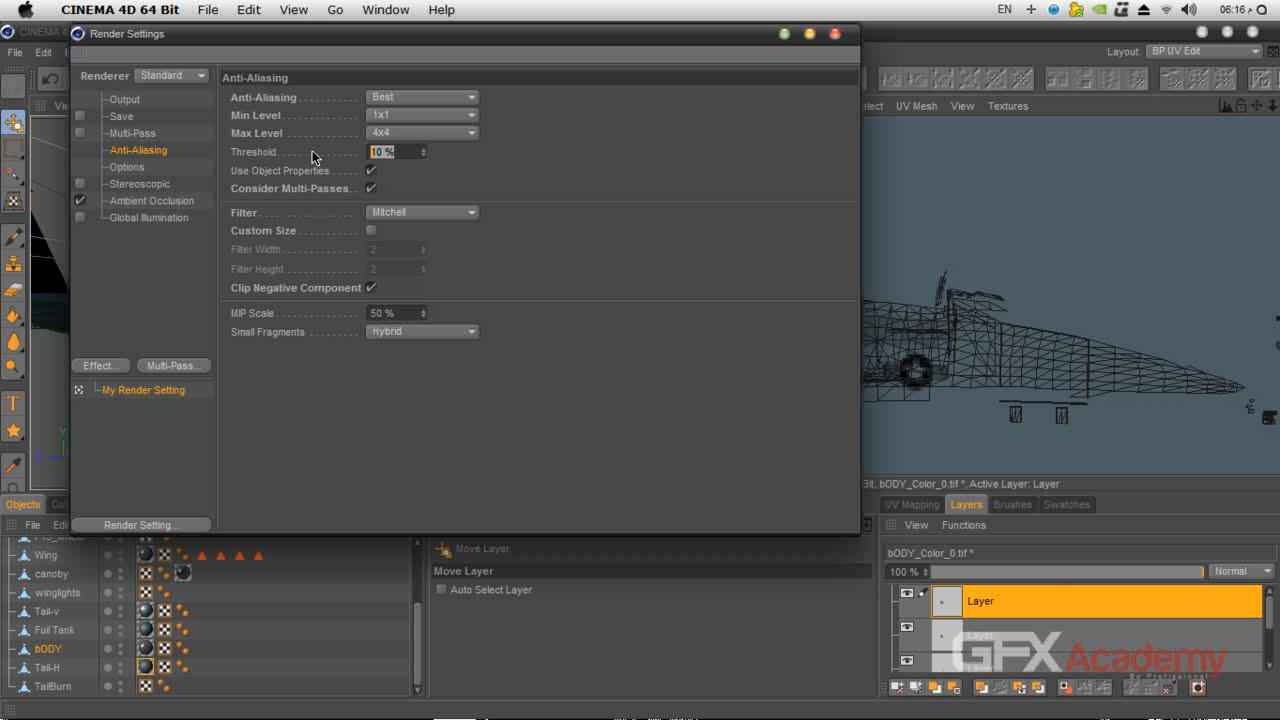 CINEMA 4D 64 Bit File Edit View Go Window Help
EN 06:16 م
CINEMA 4
Render Settings
File Edit
Layout: BP UV Edit
Renderer Standard
Output
Save
Multi-Pass
Anti-Aliasing
Options
Stereoscopic
Ambient Occlusion
Global Illumination
Effect... Multi-Pass...
My Render Setting
Render Setting...
Anti-Aliasing
Anti-Aliasing Best
Min Level 1x1
Max Level 4x4
Threshold 10 %
Use Object Properties
Consider Multi-Passes
Filter Mitchell
Custom Size
Filter Width 2
Filter Height 2
Clip Negative Component
MIP Scale 50 %
Small Fragments Hybrid
UV Mesh View Textures
Bit, bODY_Color_0.tif *, Active Layer: Layer
Objects
File
Wing
canoby
winglights
Tail-v
Full Tank
bODY
Tail-H
TailBurn
Move Layer
Move Layer
Auto Select Layer
UV Mapping Layers Brushes Swatches
View Functions
bODY_Color_0.tif *
100 % Normal
Layer
Layer
Layer
GFXAcademy
Be Professional